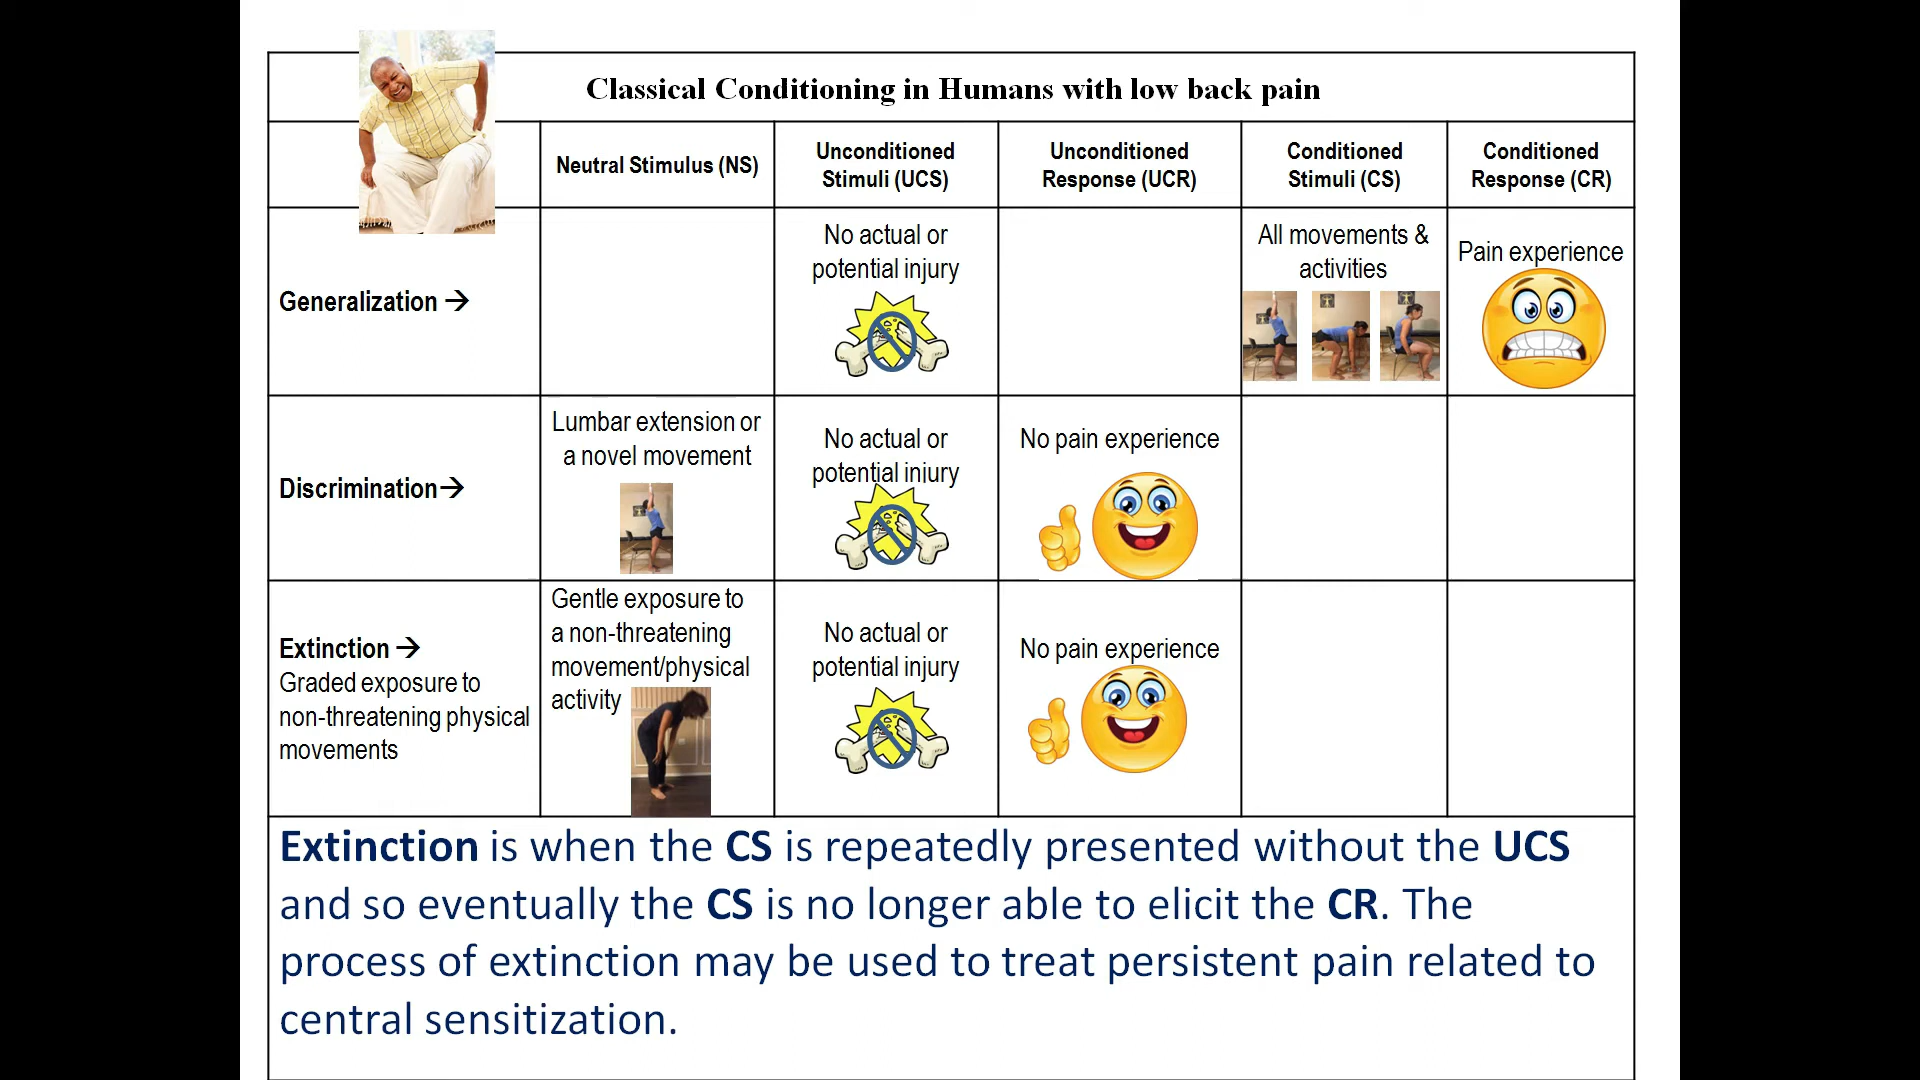 Classical Conditioning in Humans with low back pain
Neutral Stimulus (NS)
Unconditioned
Stimuli (UCS)
Unconditioned
Response (UCR)
Conditioned
Stimuli (CS)
Conditioned
Response (CR)
Generalization →
No actual or
potential injury
All movements &
activities
Pain experience
Discrimination→
Lumbar extension or
a novel movement
No actual or
potential injury
No pain experience
Extinction →
Graded exposure to
non-threatening physical
movements
Gentle exposure to
a non-threatening
movement/physical
activity
No actual or
potential injury
No pain experience
Extinction is when the CS is repeatedly presented without the UCS
and so eventually the CS is no longer able to elicit the CR. The
process of extinction may be used to treat persistent pain related to
central sensitization.